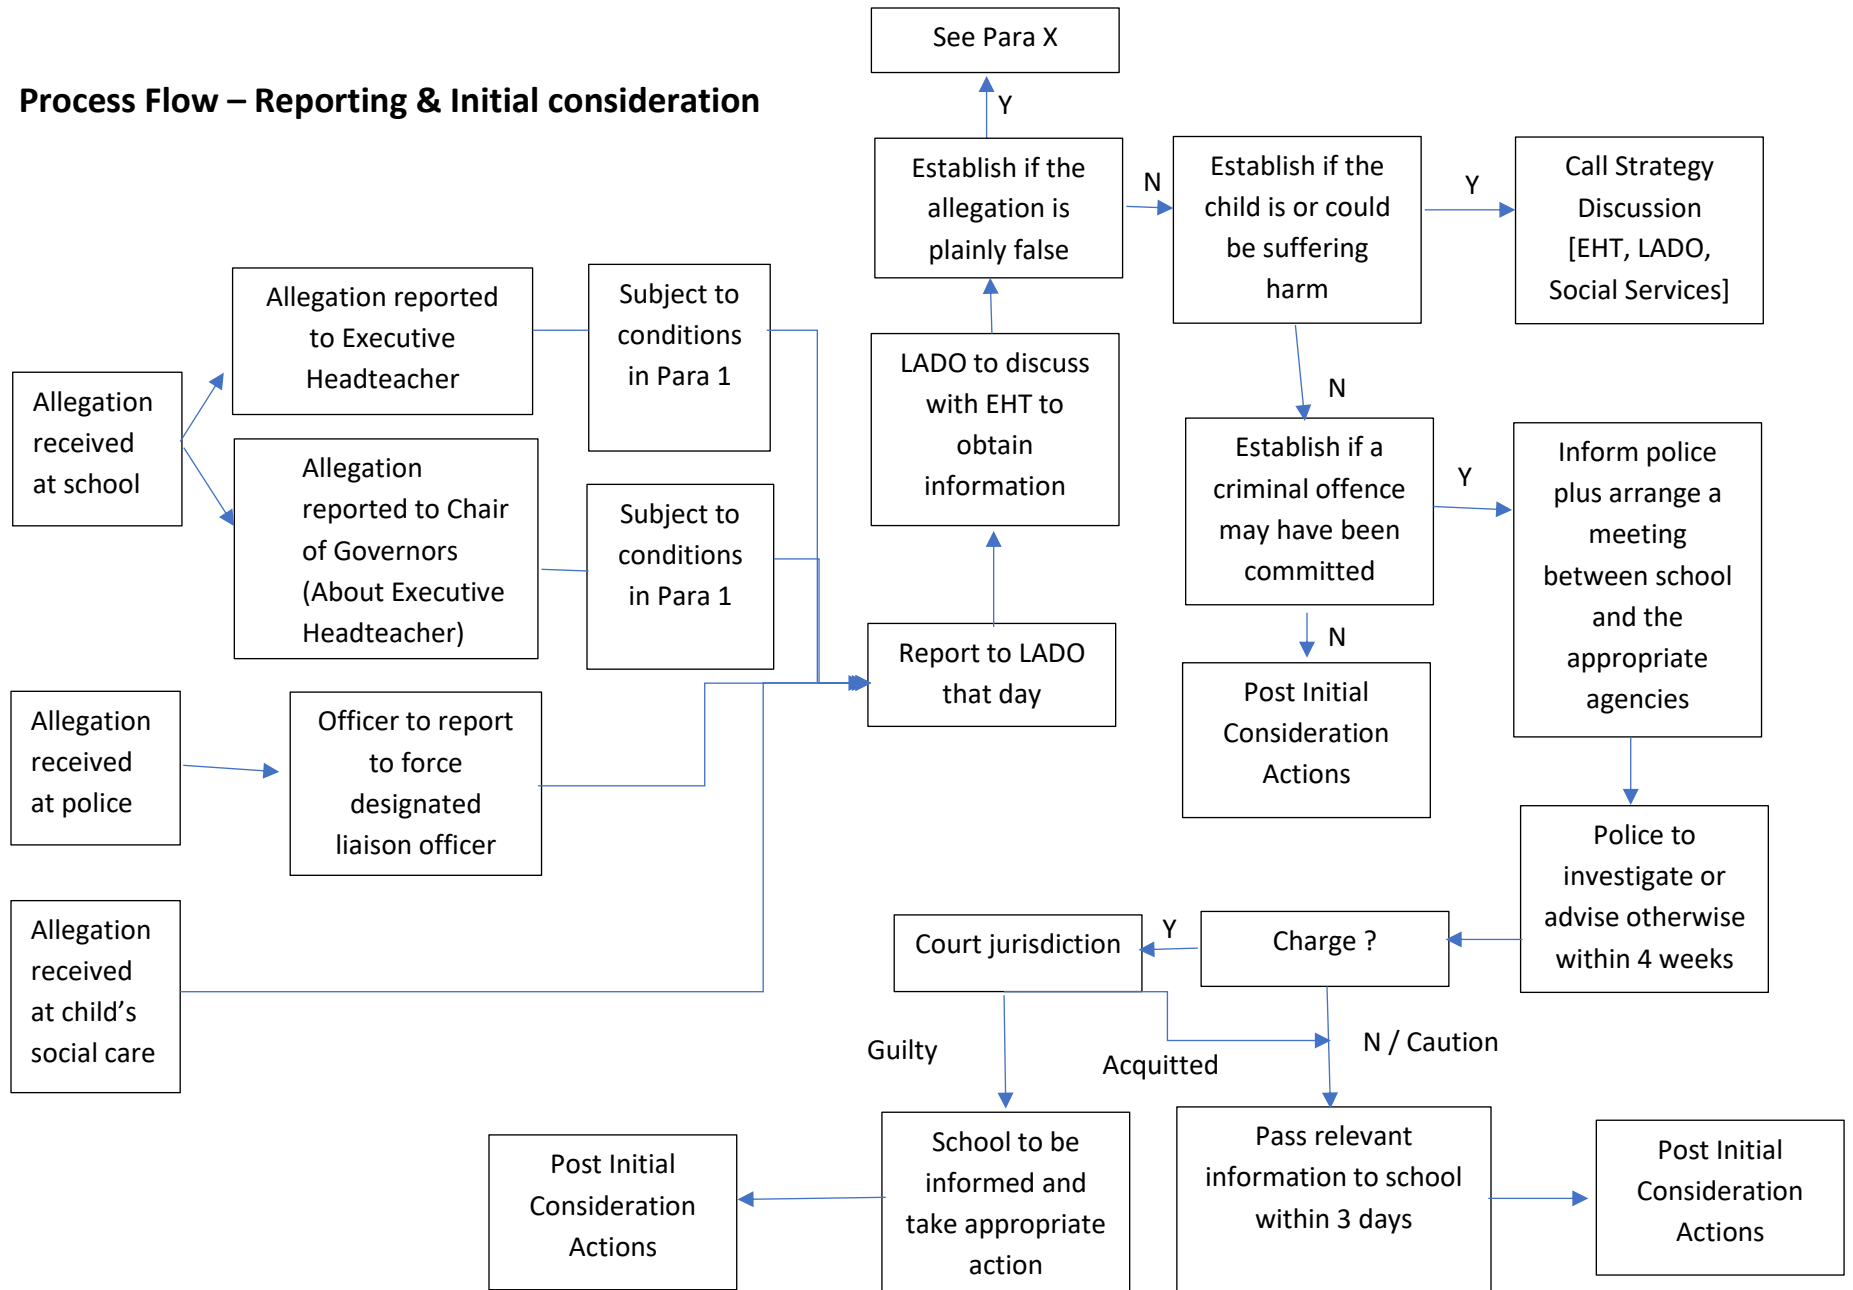 Process Flow – Reporting & Initial consideration
See Para X
Y
Establish if the
allegation is
plainly false
N
Establish if the
child is or could
be suffering
harm
Y
Call Strategy
Discussion
[EHT, LADO,
Social Services]
Allegation
received
at school
Allegation reported
to Executive
Headteacher
Subject to
conditions
in Para 1
Allegation
reported to Chair
of Governors
(About Executive
Headteacher)
Subject to
conditions
in Para 1
LADO to discuss
with EHT to
obtain
information
N
Establish if a
criminal offence
may have been
committed
Y
Inform police
plus arrange a
meeting
between school
and the
appropriate
agencies
N
Post Initial
Consideration
Actions
Report to LADO
that day
Allegation
received
at police
Officer to report
to force
designated
liaison officer
Police to
investigate or
advise otherwise
within 4 weeks
Allegation
received
at child’s
social care
Charge ?
Y
Court jurisdiction
Guilty
Acquitted
N / Caution
School to be
informed and
take appropriate
action
Post Initial
Consideration
Actions
Pass relevant
information to school
within 3 days
Post Initial
Consideration
Actions